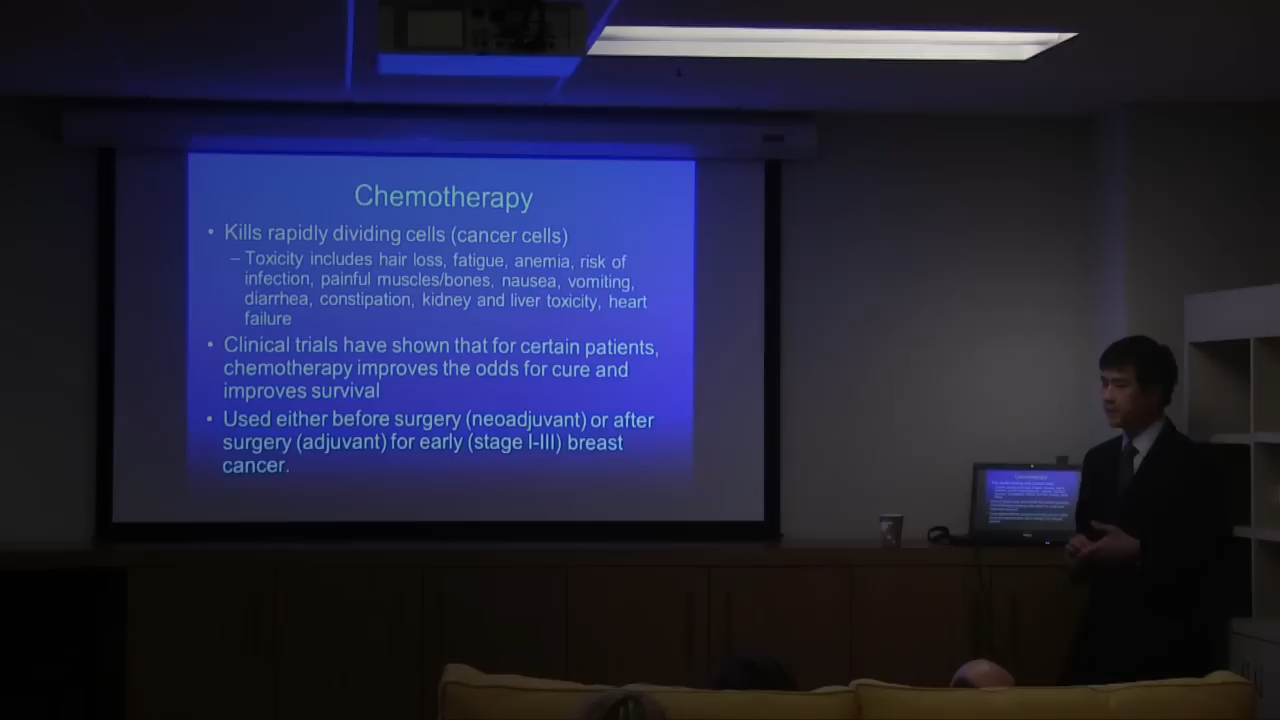 Chemotherapy
• Kills rapidly dividing cells (cancer cells)
– Toxicity includes hair loss, fatigue, anemia, risk of
infection, painful muscles/bones, nausea, vomiting,
diarrhea, constipation, kidney and liver toxicity, heart
failure
• Clinical trials have shown that for certain patients,
chemotherapy improves the odds for cure and
improves survival
• Used either before surgery (neoadjuvant) or after
surgery (adjuvant) for early (stage I-III) breast
cancer.
Chemotherapy